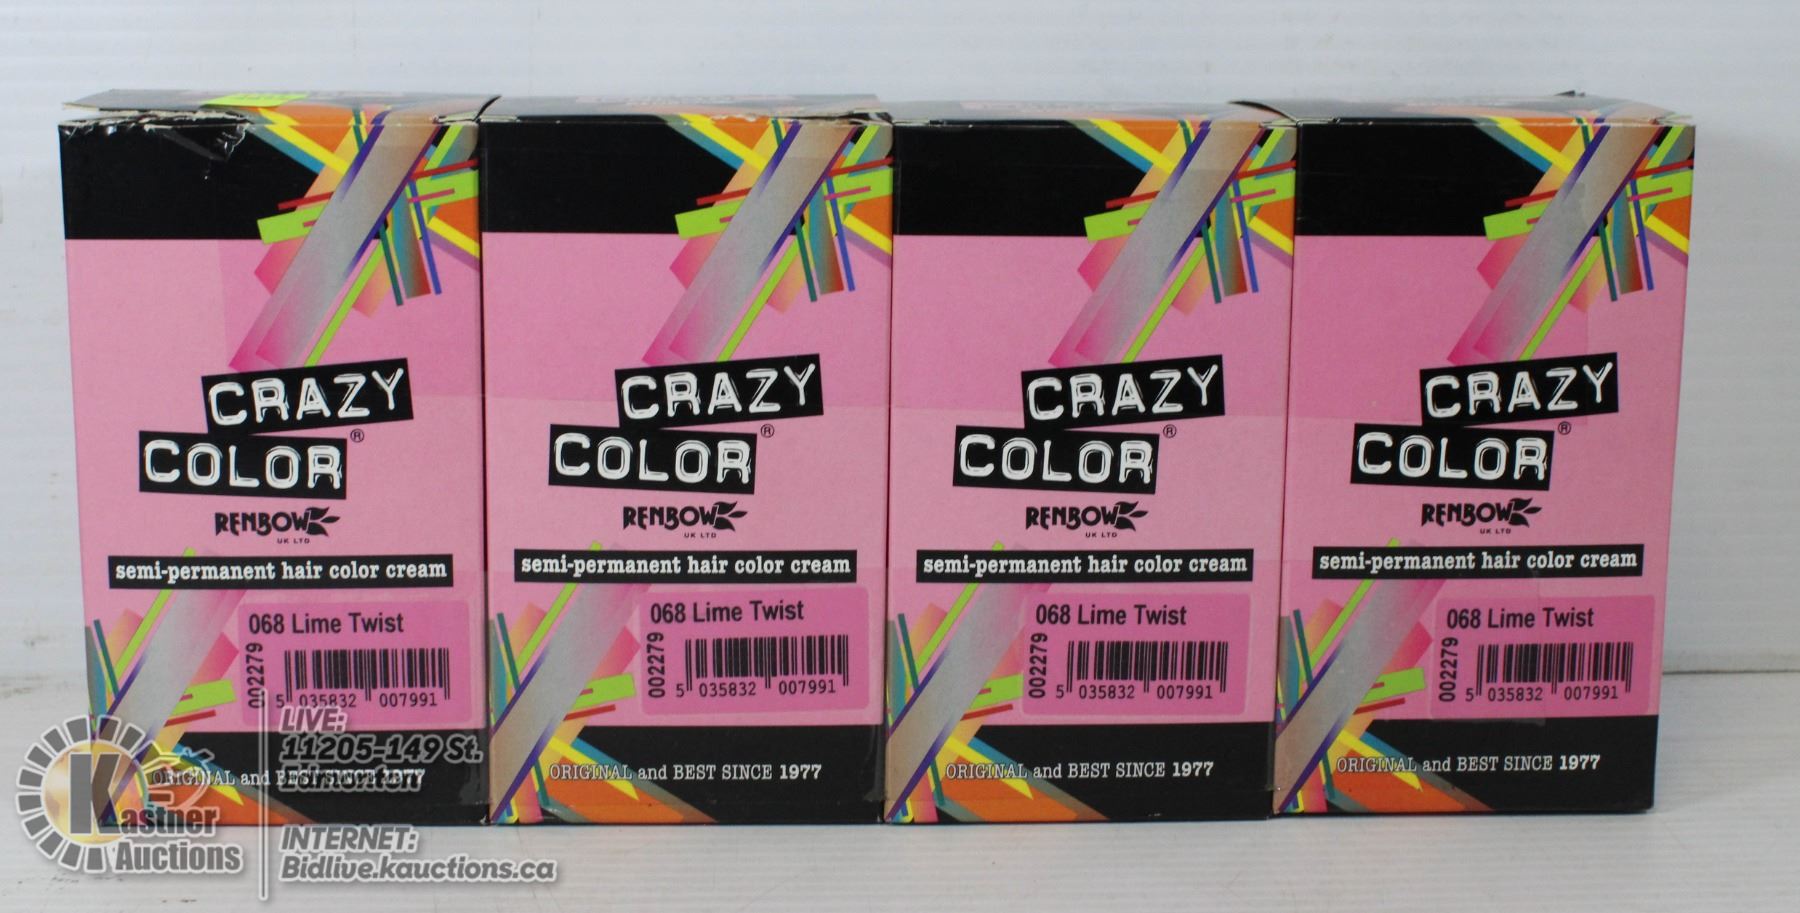 CRAZY
COLOR®
RENBOW
UK LTD
semi-permanent hair color cream
068 Lime Twist
002279
5 035832 007991
ORIGINAL and BEST SINCE 1977
CRAZY
COLOR®
RENBOW
UK LTD
semi-permanent hair color cream
068 Lime Twist
002279
5 035832 007991
ORIGINAL and BEST SINCE 1977
CRAZY
COLOR®
RENBOW
UK LTD
semi-permanent hair color cream
068 Lime Twist
002279
5 035832 007991
ORIGINAL and BEST SINCE 1977
CRAZY
COLOR®
RENBOW
UK LTD
semi-permanent hair color cream
068 Lime Twist
002279
5 035832 007991
ORIGINAL and BEST SINCE 1977
Kastner
Auctions
LIVE:
11205-149 St.
Edmonton
INTERNET:
Bidlive.kauctions.ca